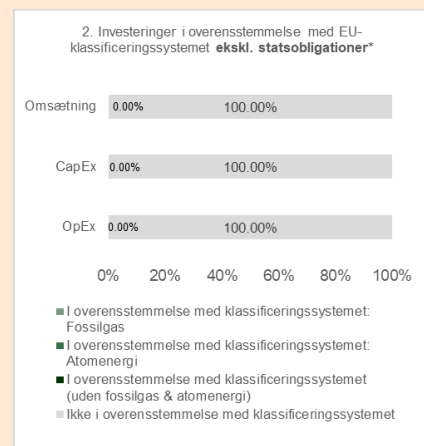 2. Investeringer i overensstemmelse med EU-
klassificeringssystemet ekskl. statsobligationer*
Omsætning 0.00% 100.00%
CapEx 0.00% 100.00%
OpEx 0.00% 100.00%
0% 20% 40% 60% 80% 100%
I overensstemmelse med klassificeringssystemet:
Fossilgas
I overensstemmelse med klassificeringssystemet:
Atomenergi
I overensstemmelse med klassificeringssystemet
(uden fossilgas & atomenergi)
Ikke i overensstemmelse med klassificeringssystemet